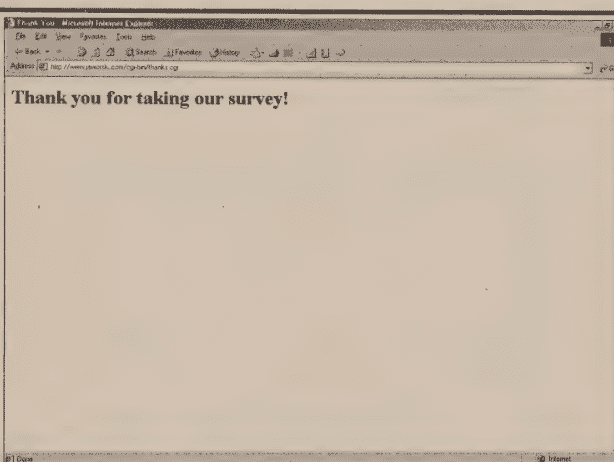 Thank You - Microsoft Internet Explorer
File Edit View Favorites Tools Help
Back Search Favorites History
Address
Thank you for taking our survey!
Done Internet